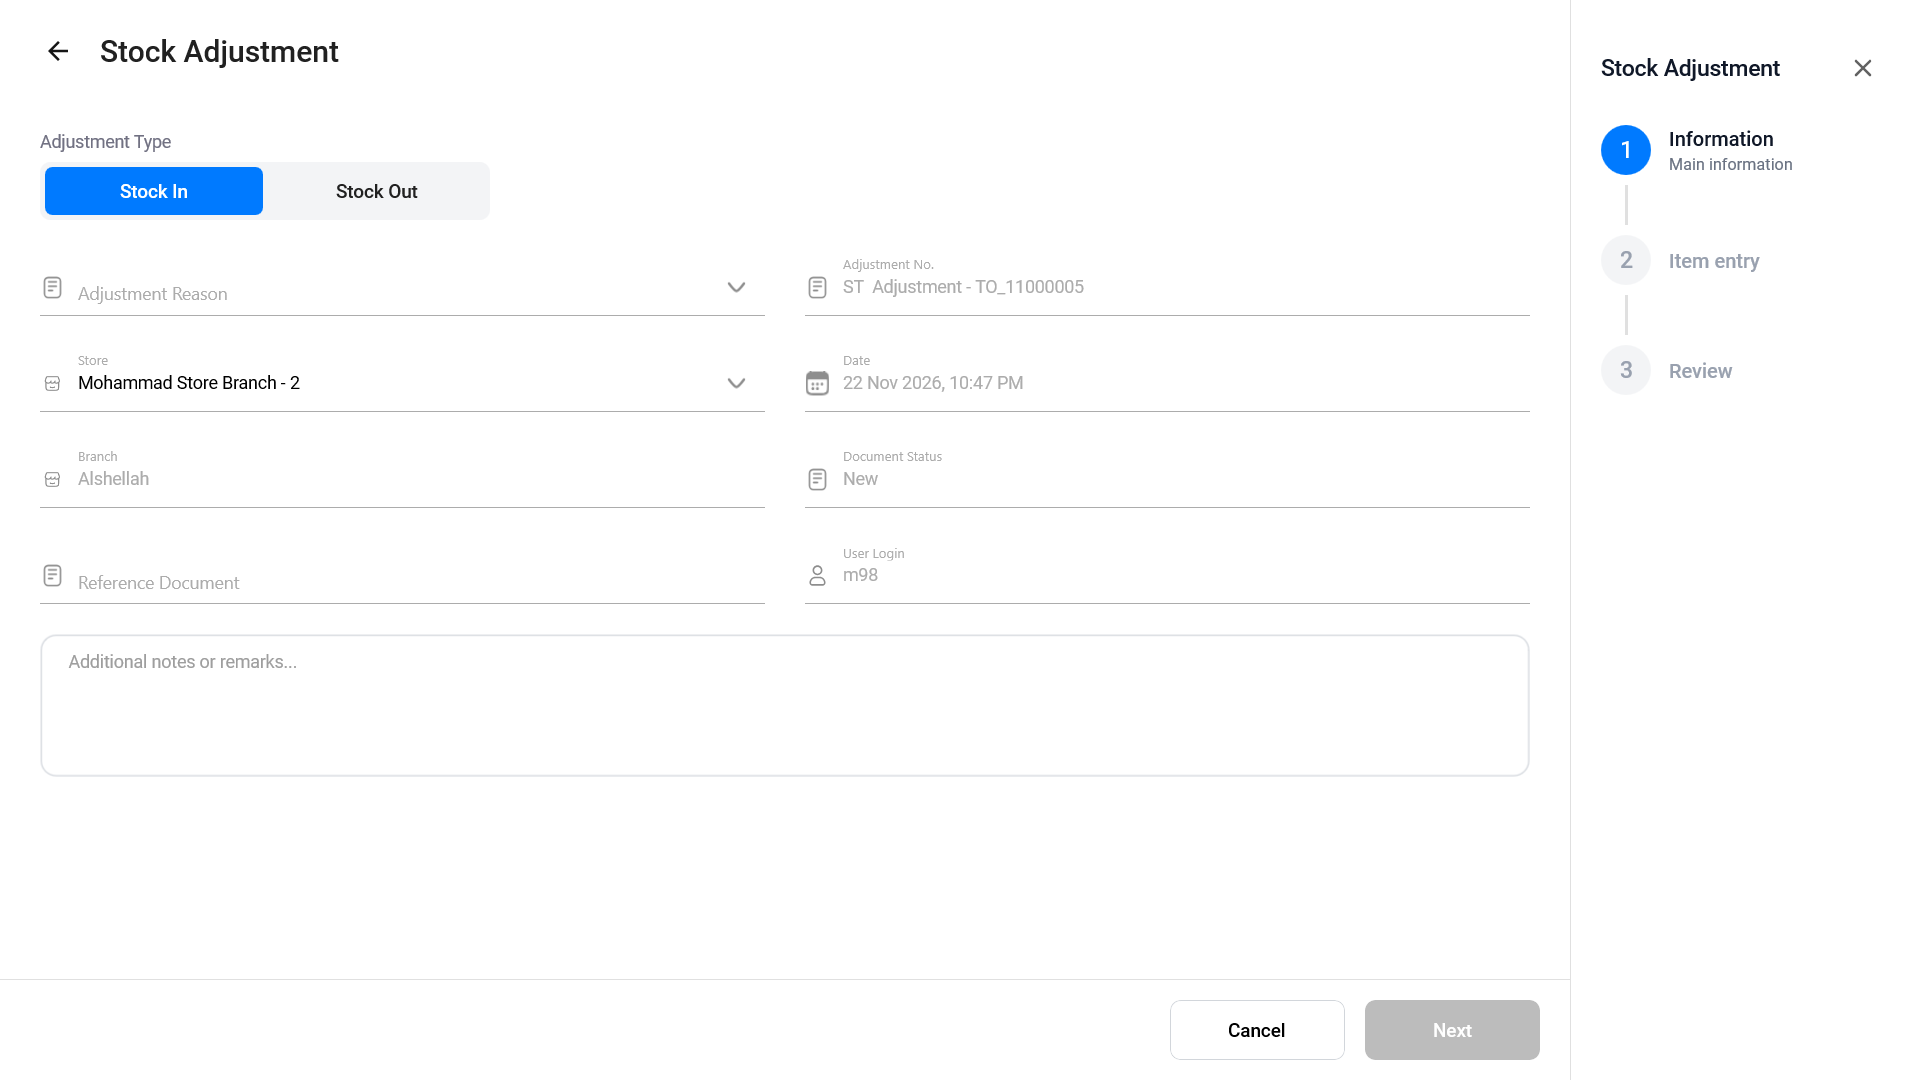 Stock Adjustment
Adjustment Type
Stock In
Stock Out
Adjustment Reason
Adjustment No.
ST  Adjustment - TO_11000005
Store
Mohammad Store Branch - 2
Date
22 Nov 2026, 10:47 PM
Branch
Alshellah
Document Status
New
Reference Document
User Login
m98
Additional notes or remarks...
Cancel
Next
Stock Adjustment
1
Information
Main information
2
Item entry
3
Review